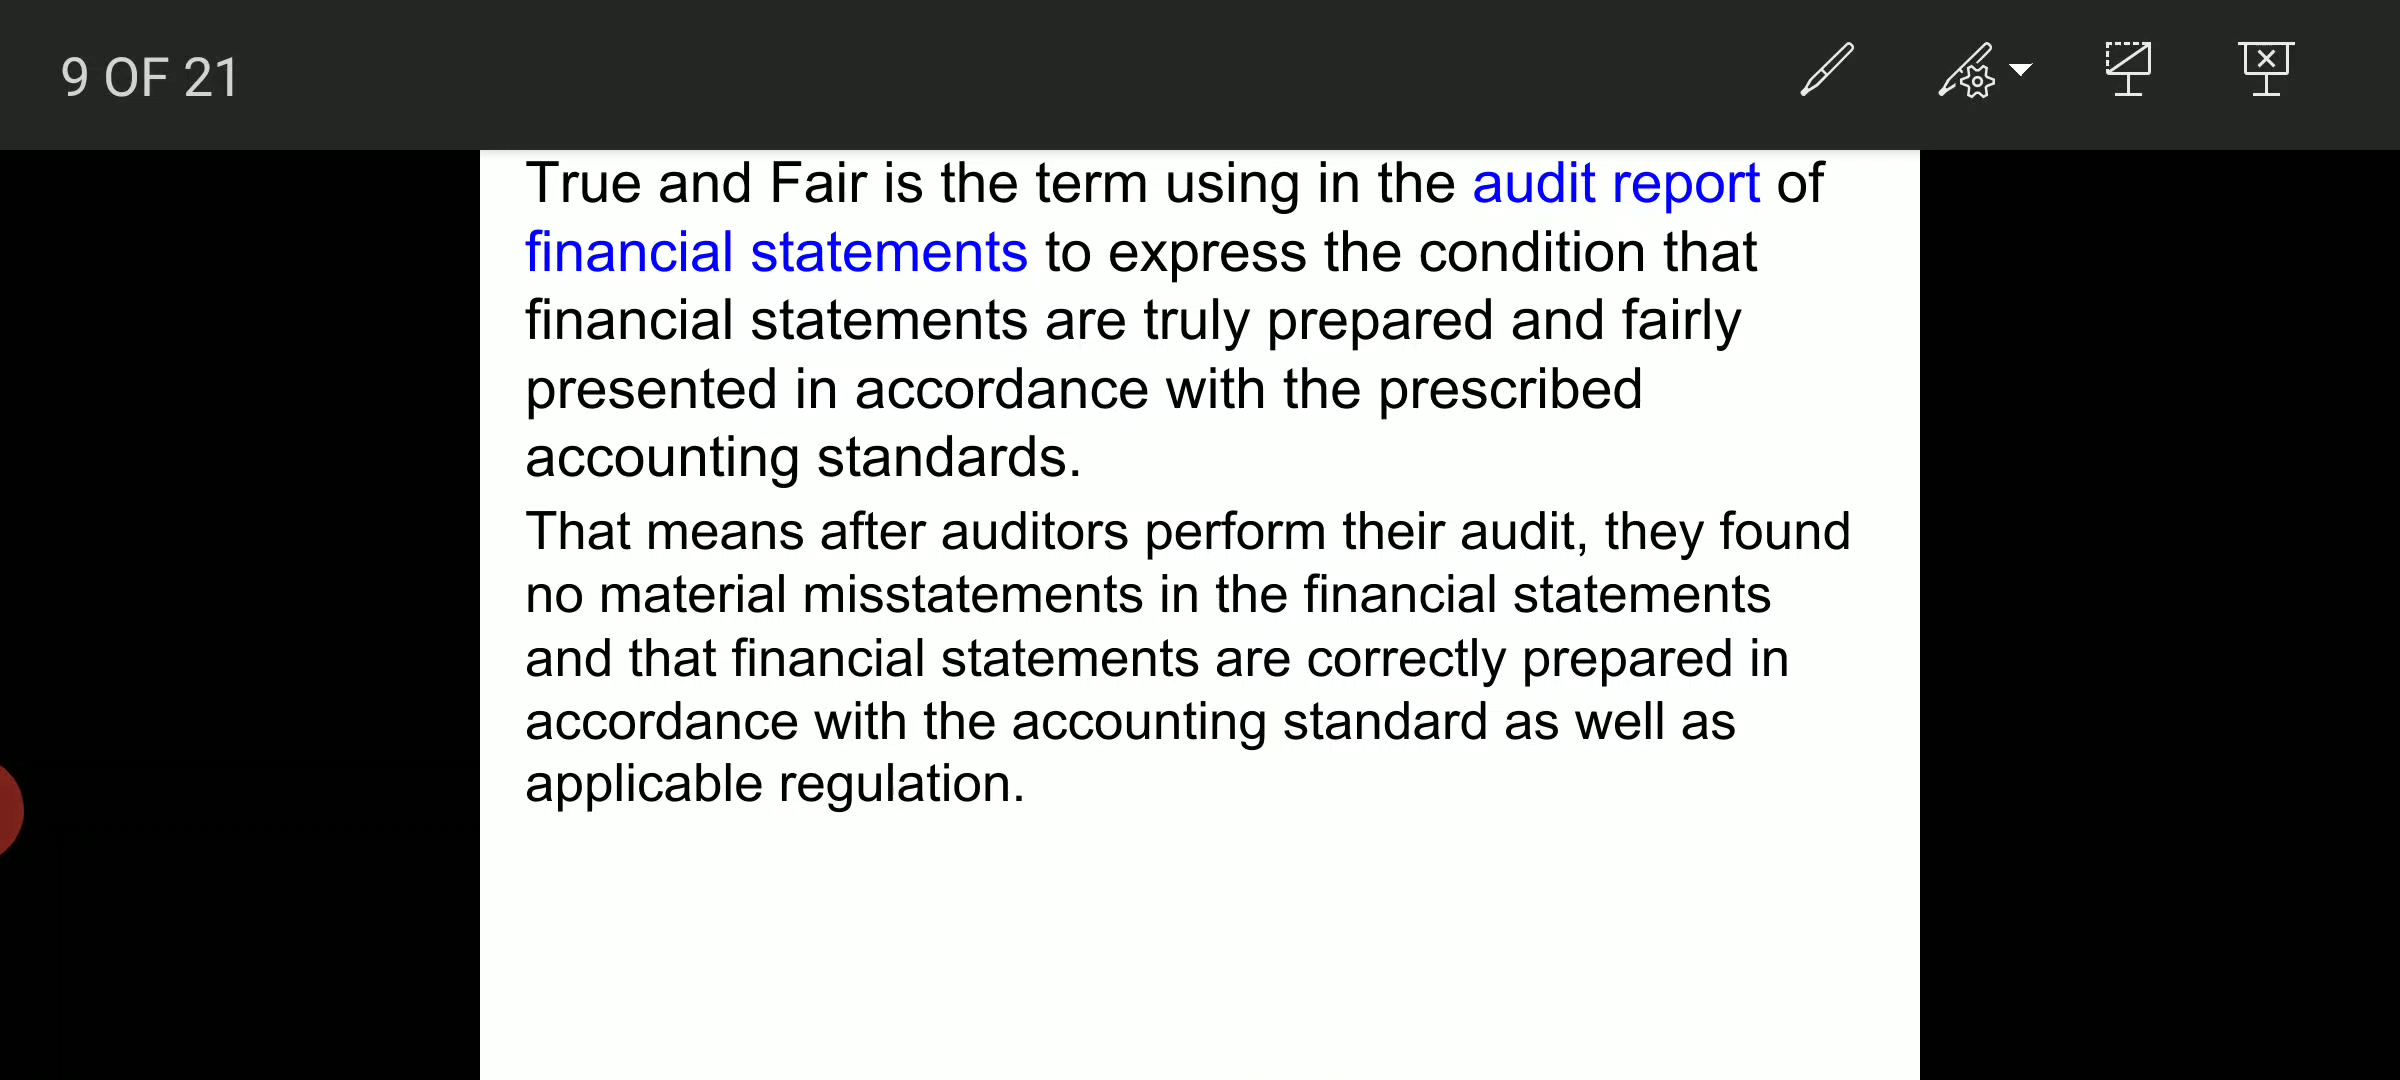 9 OF 21
True and Fair is the term using in the audit report of
financial statements to express the condition that
financial statements are truly prepared and fairly
presented in accordance with the prescribed
accounting standards.
That means after auditors perform their audit, they found
no material misstatements in the financial statements
and that financial statements are correctly prepared in
accordance with the accounting standard as well as
applicable regulation.